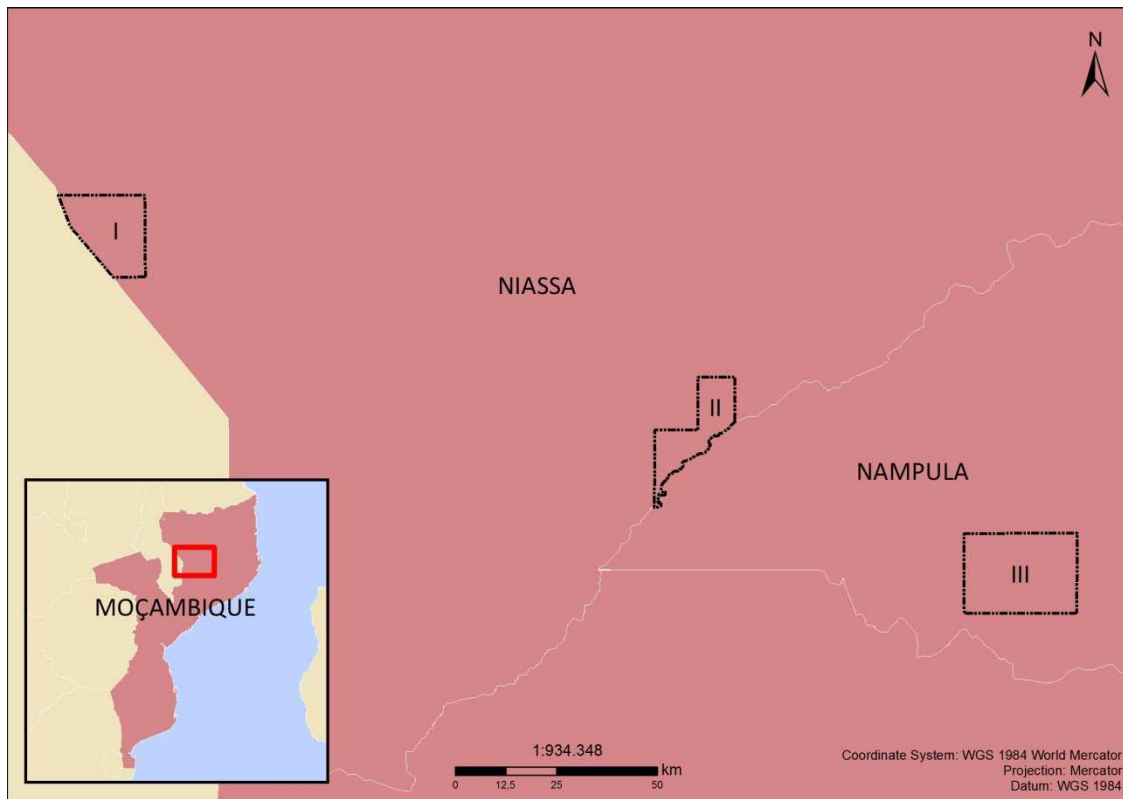 N
I
NIASSA
II
NAMPULA
III
MOÇAMBIQUE
1:934.348
km
0 12,5 25 50
Coordinate System: WGS 1984 World Mercator
Projection: Mercator
Datum: WGS 1984